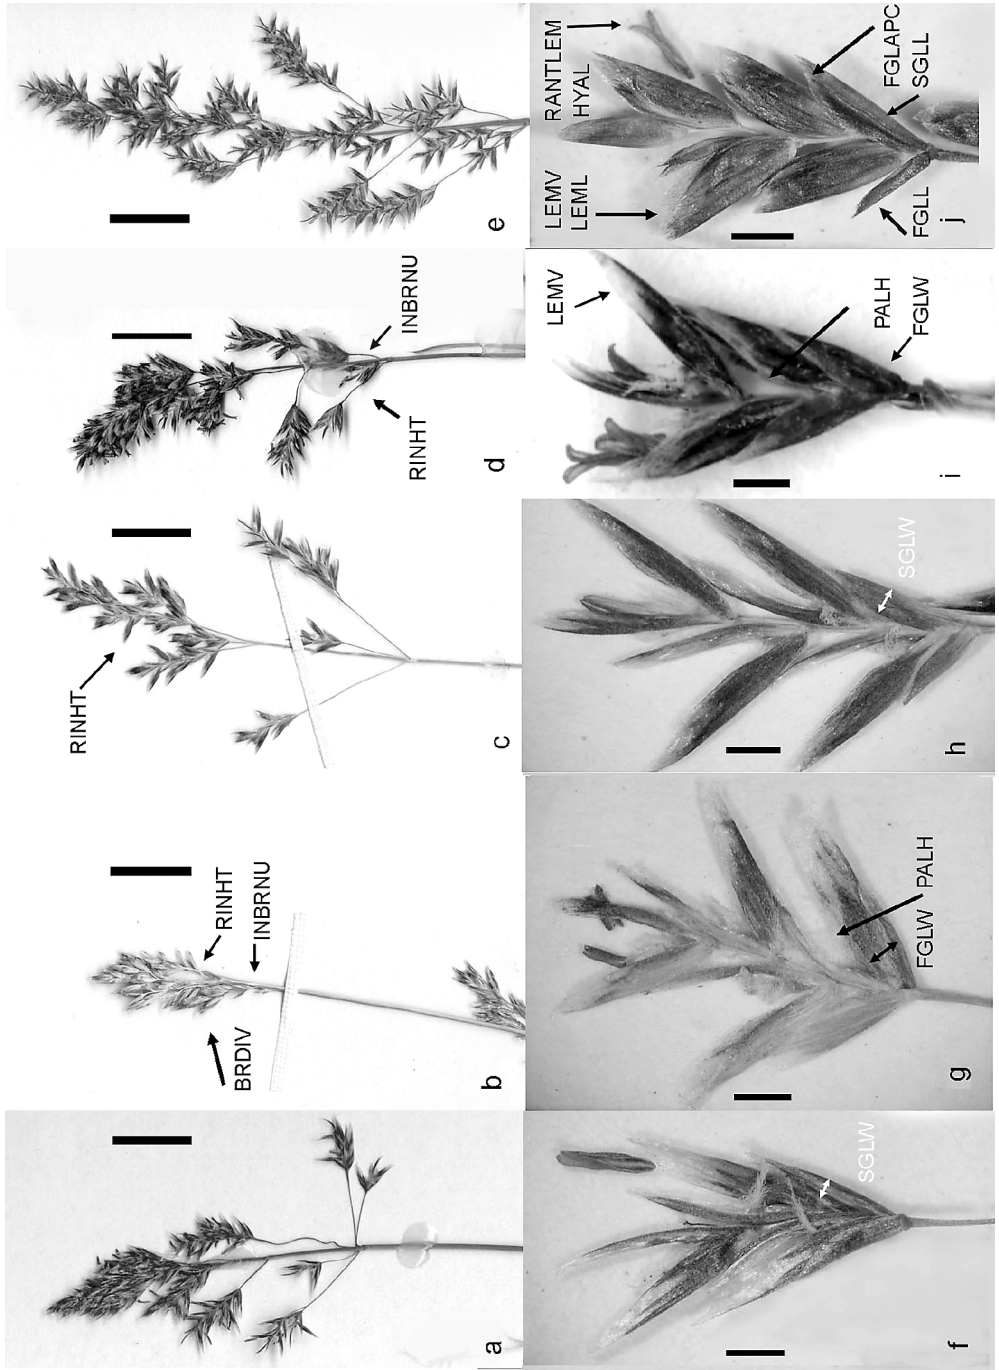 a
BRDIV
RINHT
INBRNU
b
RINHT
c
RINHT
INBRNU
d
e
SGLW
f
FGLW
PALH
g
SGLW
h
LEMV
PALH
FGLW
i
LEMV
LEML
RANTLEM
HYAL
FGLAPC
SGLL
FGLL
j